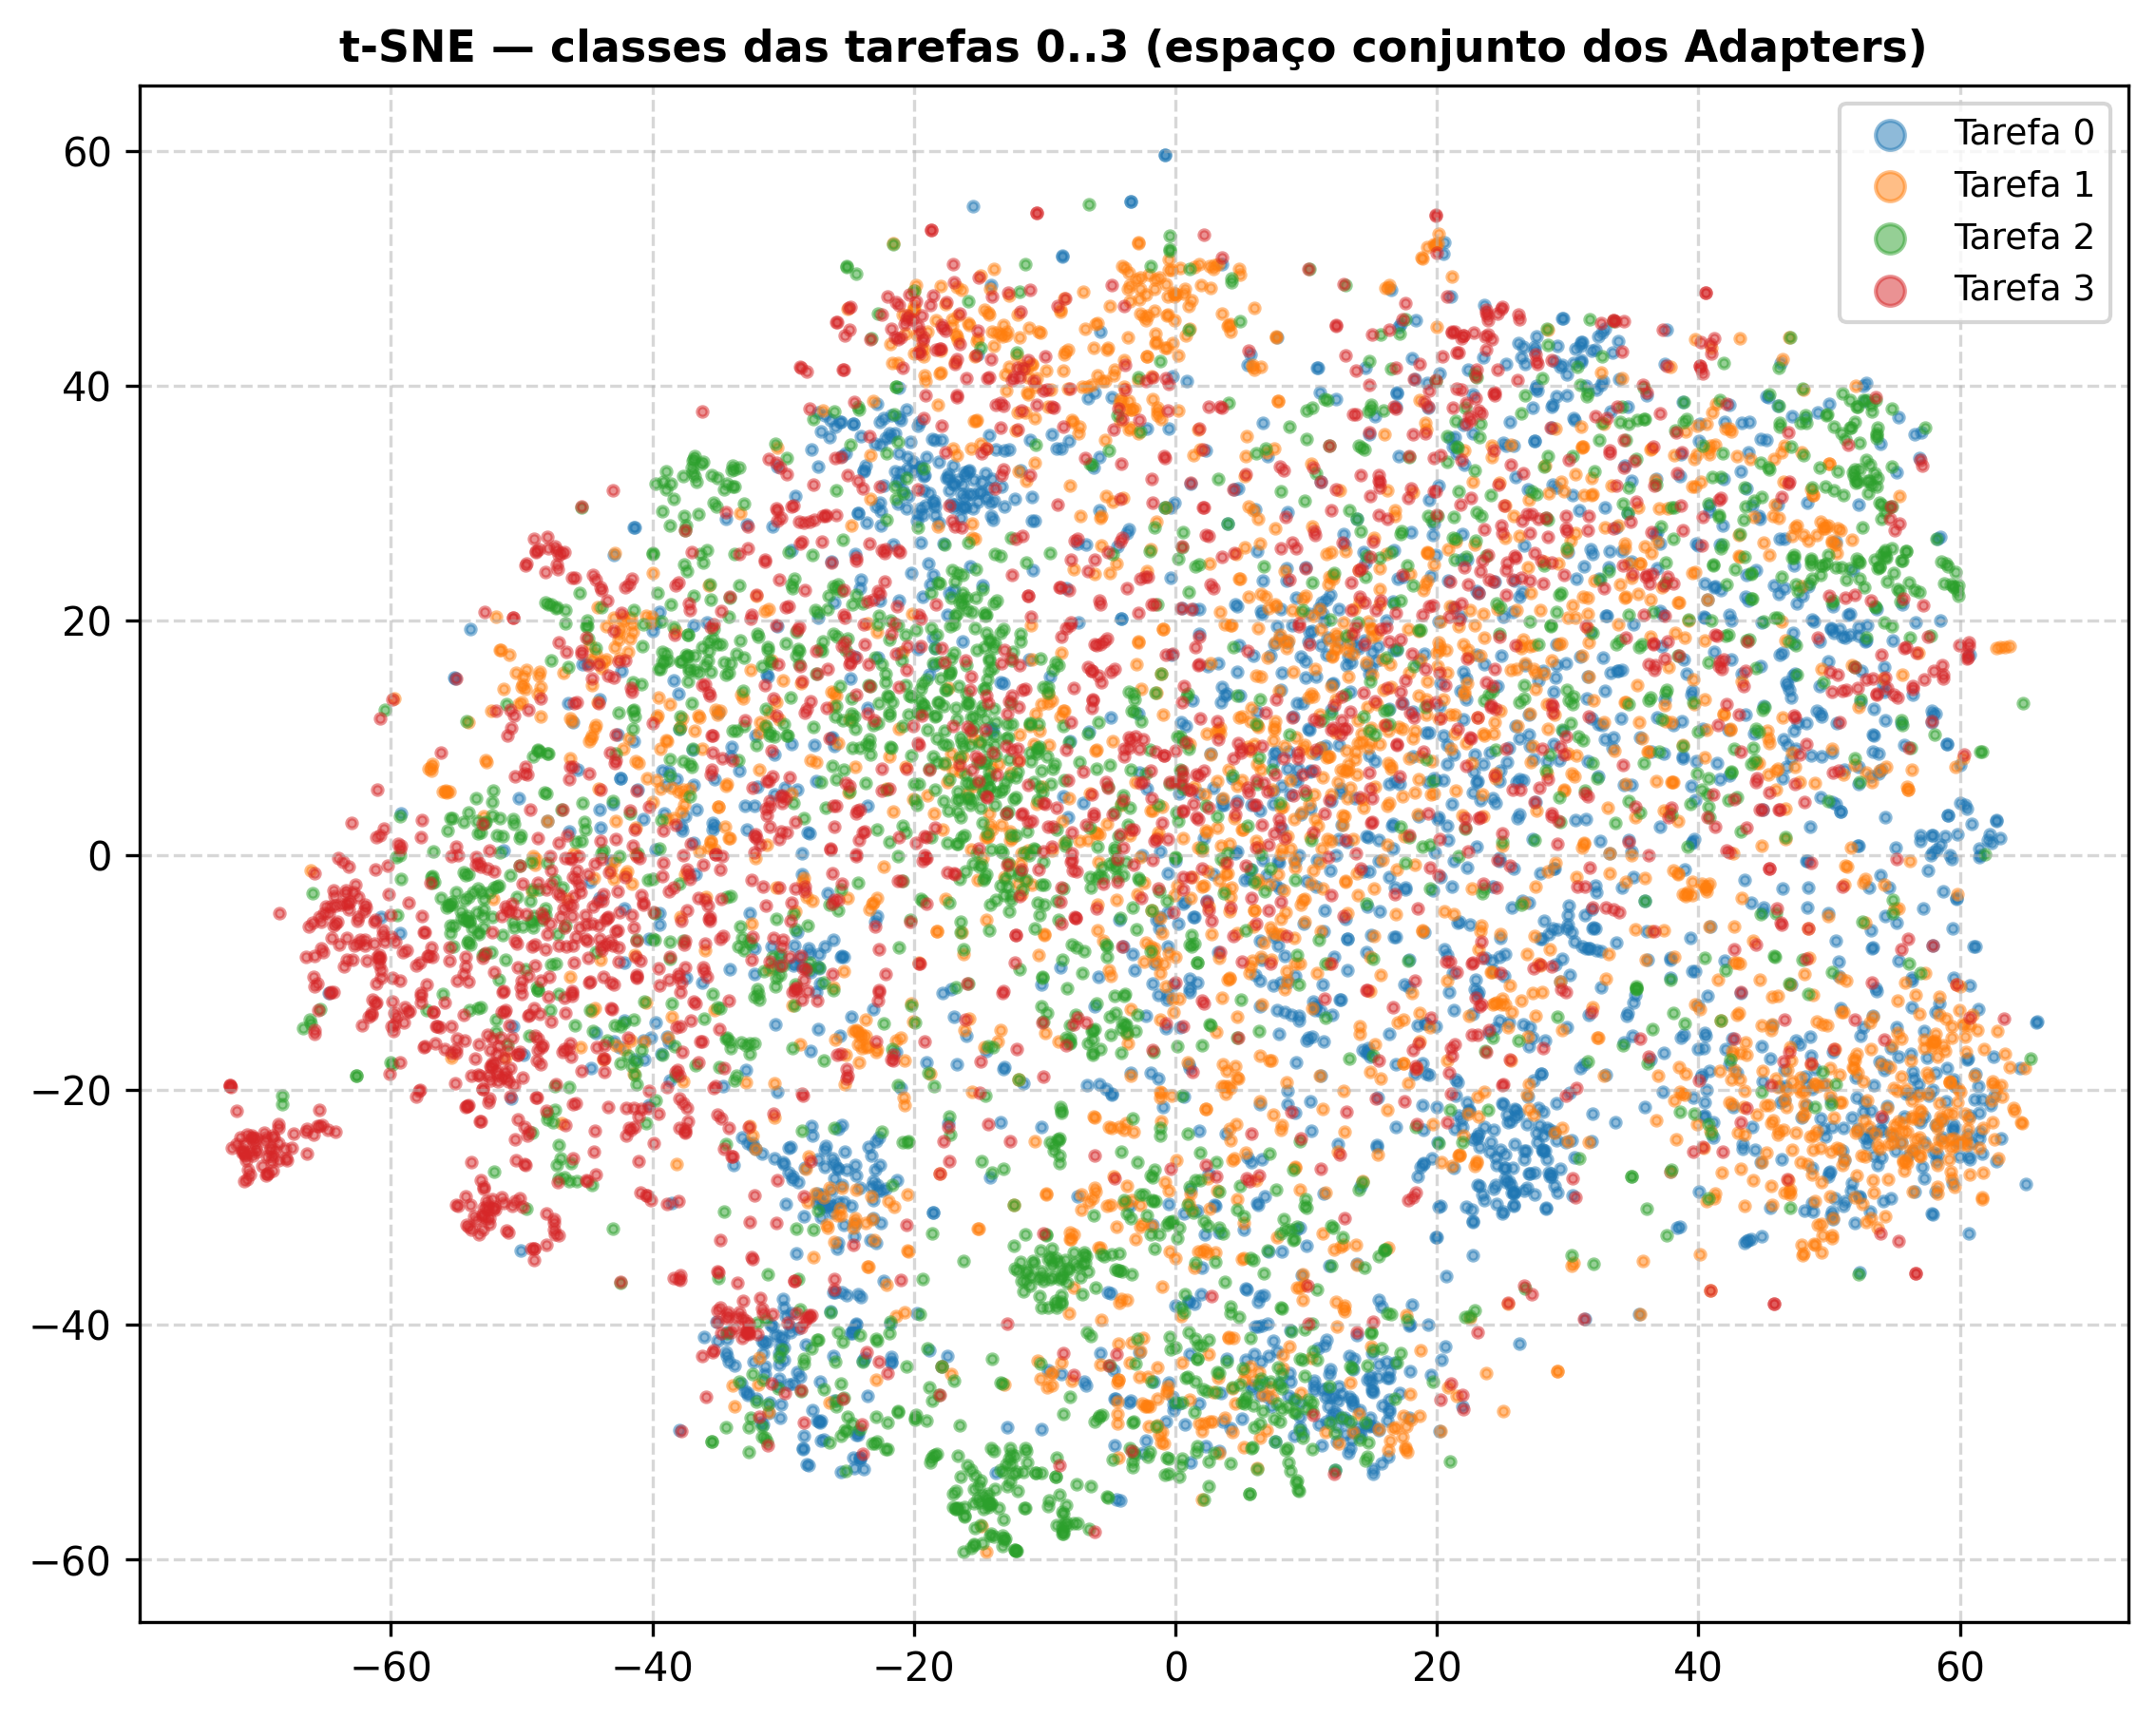 t-SNE — classes das tarefas 0..3 (espaço conjunto dos Adapters)
Tarefa 0
Tarefa 1
Tarefa 2
Tarefa 3
60
40
20
0
−20
−40
−60
−60 −40 −20 0 20 40 60